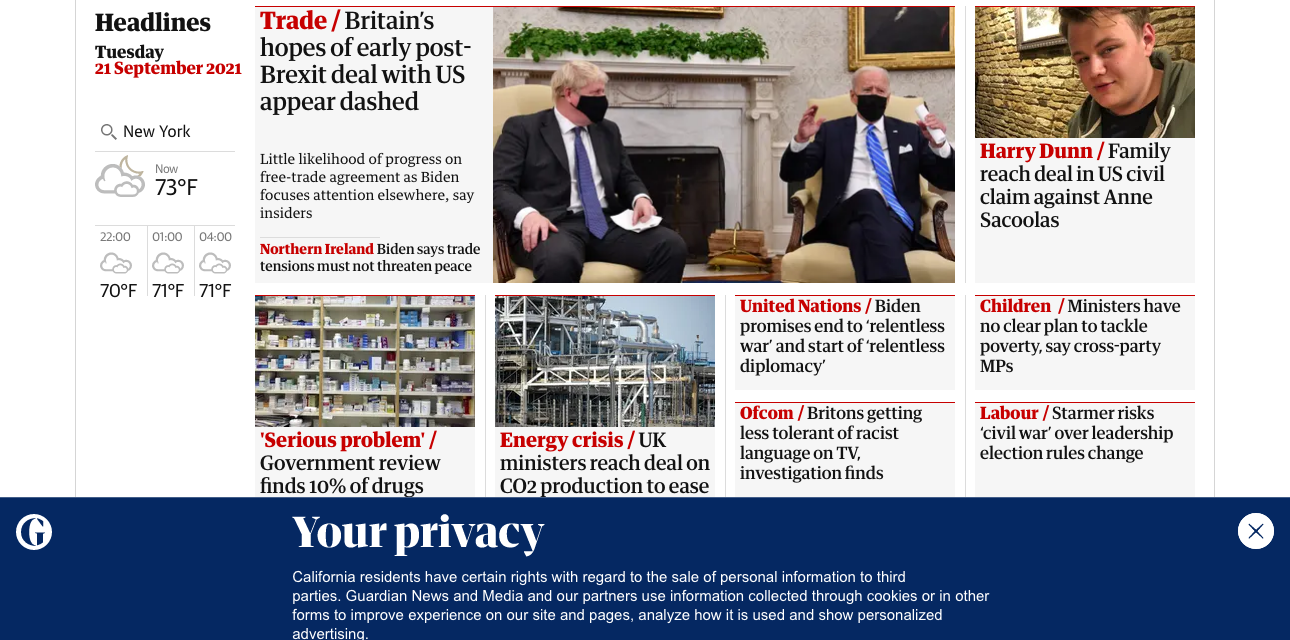 Headlines
Tuesday
21 September 2021
New York
Now
73°F
22:00
01:00
04:00
70°F
71°F
71°F
Trade / Britain’s
hopes of early post-
Brexit deal with US
appear dashed
Little likelihood of progress on
free-trade agreement as Biden
focuses attention elsewhere, say
insiders
Northern Ireland Biden says trade
tensions must not threaten peace
Harry Dunn / Family
reach deal in US civil
claim against Anne
Sacoolas
'Serious problem' /
Government review
finds 10% of drugs
Energy crisis / UK
ministers reach deal on
CO2 production to ease
United Nations / Biden
promises end to ‘relentless
war’ and start of ‘relentless
diplomacy’
Ofcom / Britons getting
less tolerant of racist
language on TV,
investigation finds
Children / Ministers have
no clear plan to tackle
poverty, say cross-party
MPs
Labour / Starmer risks
‘civil war’ over leadership
election rules change
G
Your privacy
California residents have certain rights with regard to the sale of personal information to third
parties. Guardian News and Media and our partners use information collected through cookies or in other
forms to improve experience on our site and pages, analyze how it is used and show personalized
advertising.